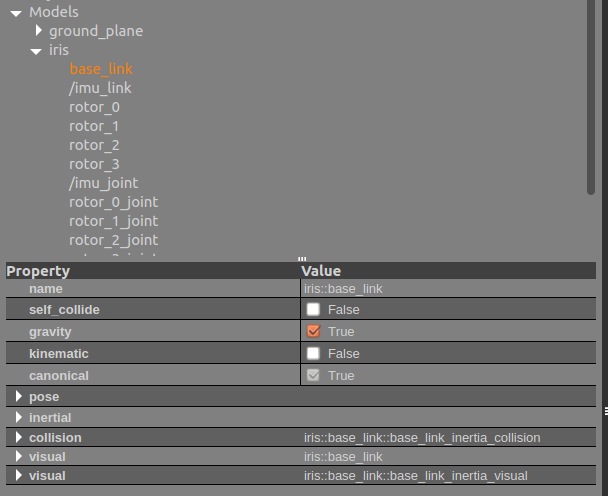 Models
ground_plane
iris
base_link
/imu_link
rotor_0
rotor_1
rotor_2
rotor_3
/imu_joint
rotor_0_joint
rotor_1_joint
rotor_2_joint
Property Value
name iris::base_link
self_collide False
gravity True
kinematic False
canonical True
pose
inertial
collision iris::base_link::base_link_inertia_collision
visual iris::base_link
visual iris::base_link::base_link_inertia_visual